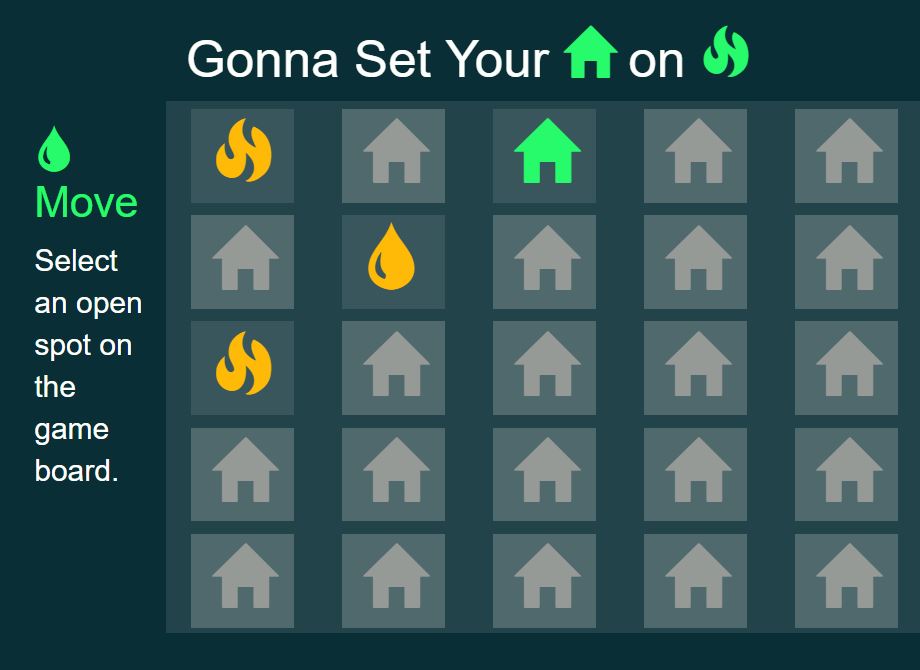 Gonna Set Your on
Move
Select
an open
spot on
the
game
board.